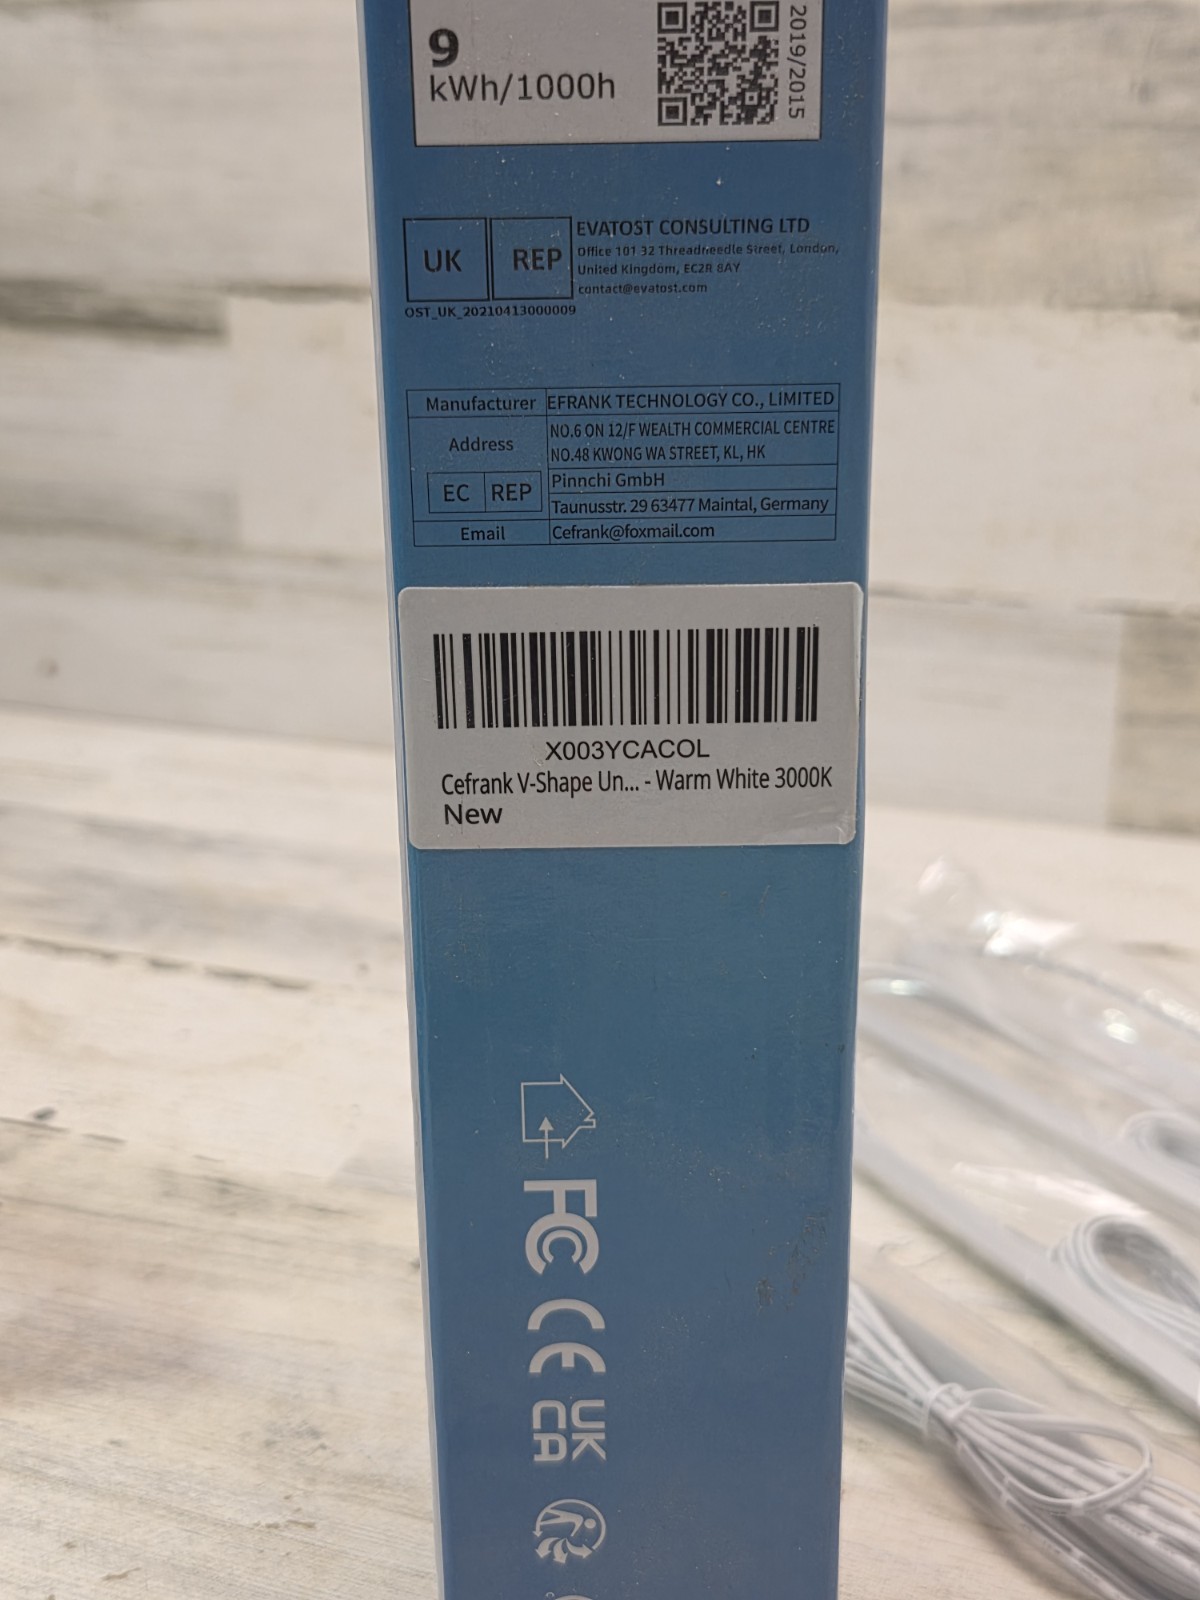 9
kWh/1000h
2019/2015
UK REP
EVATOST CONSULTING LTD
Office 101 32 Threadneedle Street, London,
United Kingdom, EC2R 8AY
contact@evatost.com
OST_UK_20210413000009
Manufacturer EFRANK TECHNOLOGY CO., LIMITED
Address NO.6 ON 12/F WEALTH COMMERCIAL CENTRE
NO.48 KWONG WA STREET, KL, HK
EC REP Pinnchi GmbH
Taunusstr. 29 63477 Maintal, Germany
Email Cefrank@foxmail.com
X003YCACOL
Cefrank V-Shape Un... - Warm White 3000K
New
FC
CE
UK
CA